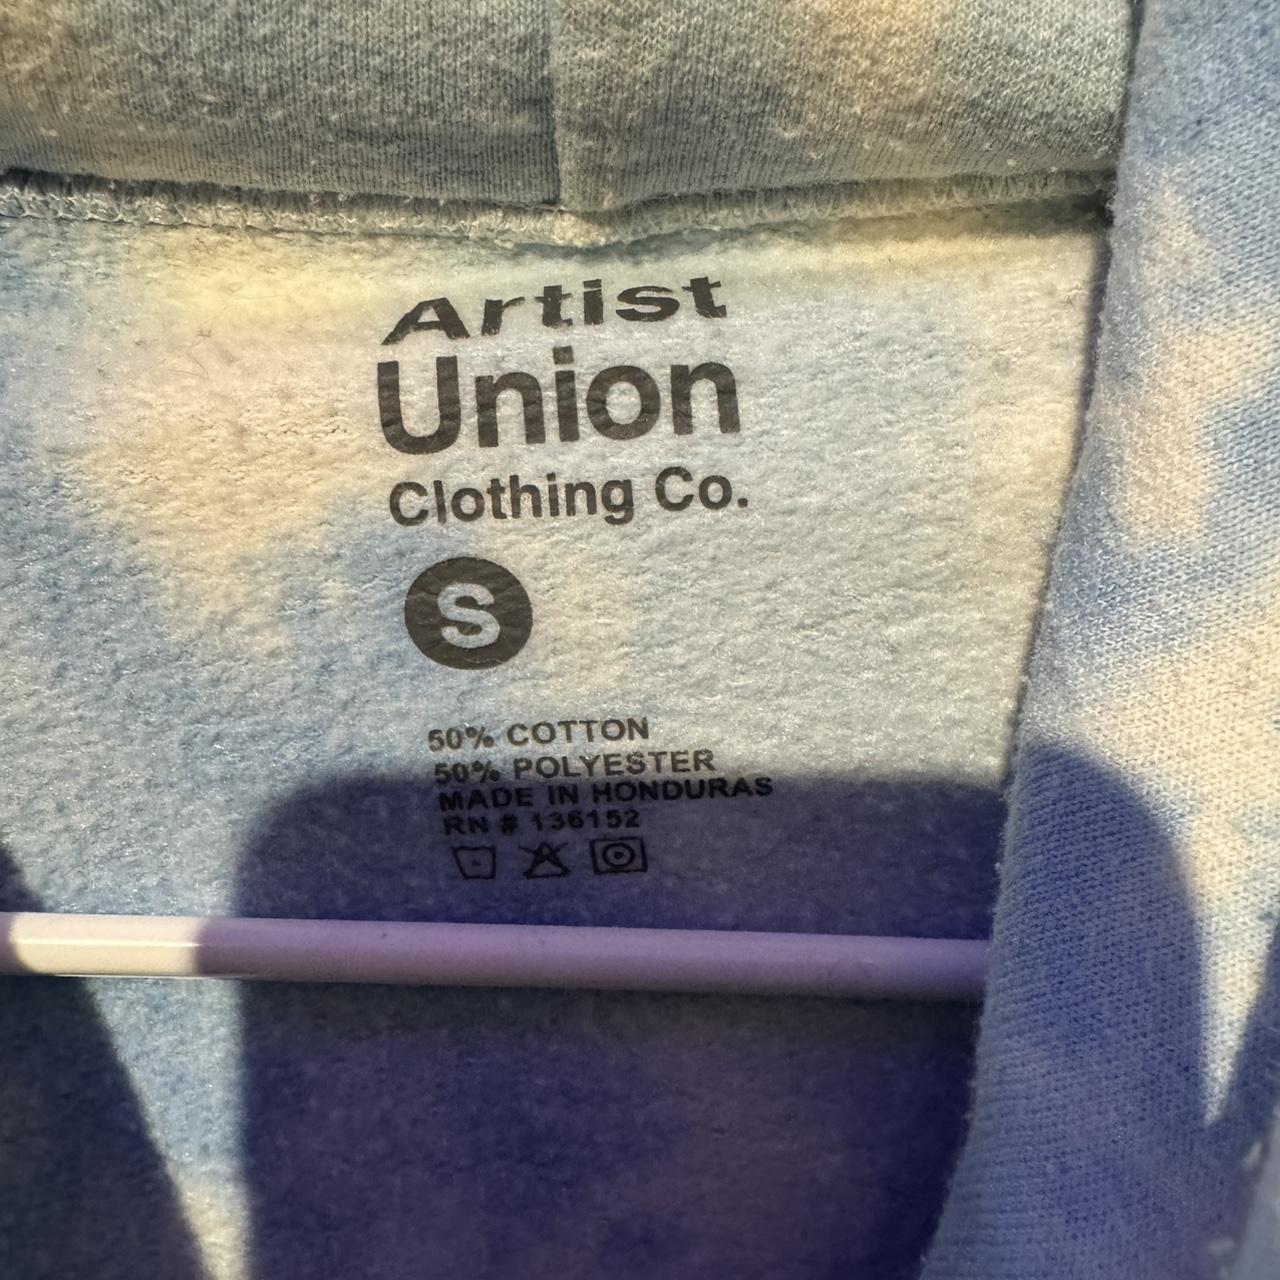 Artist
Union
Clothing Co.
S
50% COTTON
50% POLYESTER
MADE IN HONDURAS
RN # 136152